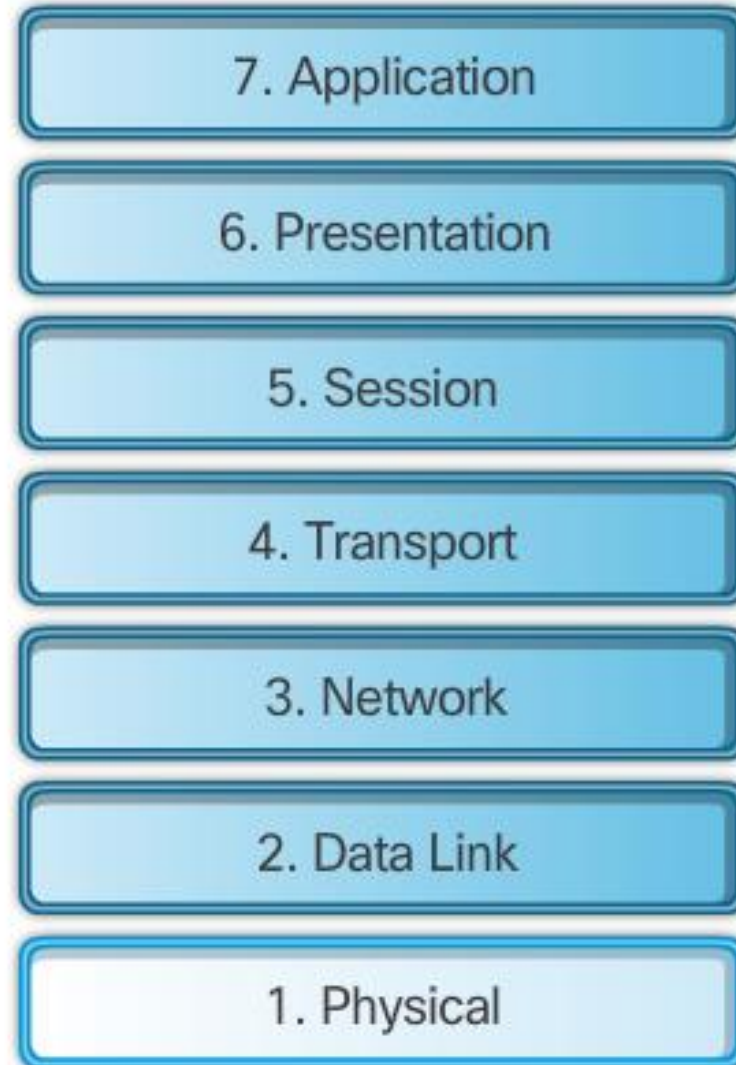 7. Application
6. Presentation
5. Session
4. Transport
3. Network
2. Data Link
1. Physical